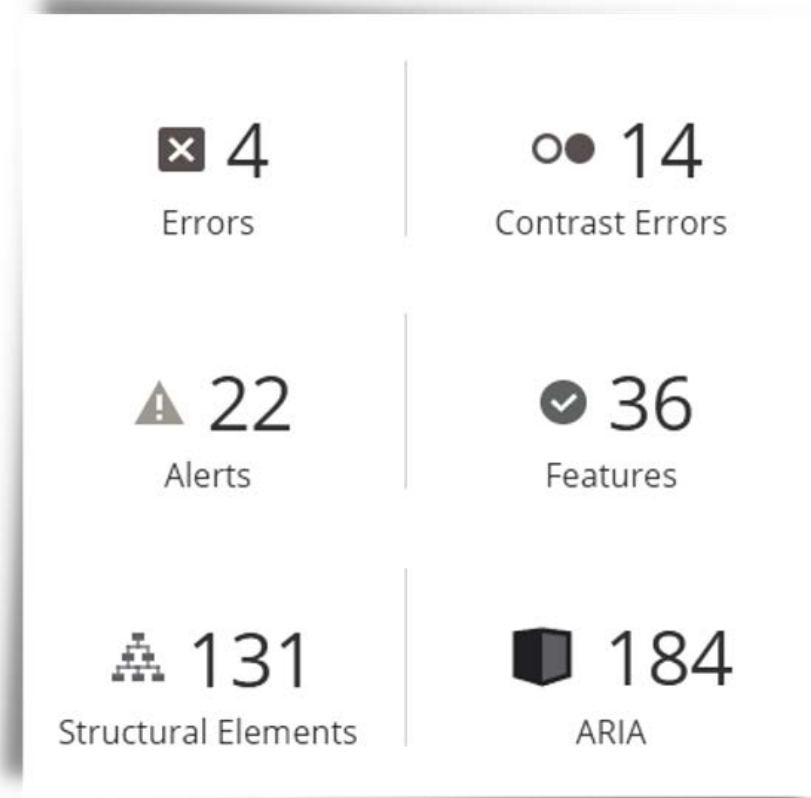 4
Errors
14
Contrast Errors
22
Alerts
36
Features
131
Structural Elements
184
ARIA